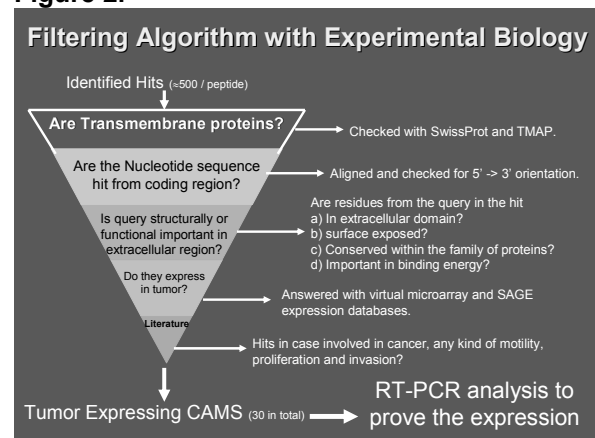 Figure 2.
Filtering Algorithm with Experimental Biology
Identified Hits (≈500 / peptide)
Are Transmembrane proteins?
Checked with SwissProt and TMAP.
Are the Nucleotide sequence
hit from coding region?
Aligned and checked for 5' -> 3' orientation.
Is query structurally or
functional important in
extracellular region?
Are residues from the query in the hit
a) In extracellular domain?
b) surface exposed?
c) Conserved within the family of proteins?
d) Important in binding energy?
Do they express
in tumor?
Answered with virtual microarray and SAGE
expression databases.
Literature
Hits in case involved in cancer, any kind of motility,
proliferation and invasion?
Tumor Expressing CAMS (30 in total)
RT-PCR analysis to
prove the expression